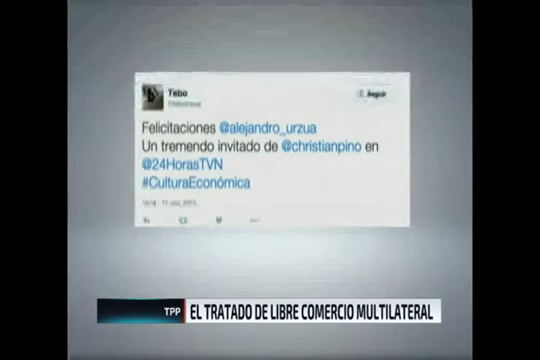 Tebo
Seguir
Felicitaciones @alejandro_urzua
Un tremendo invitado de @christianpino en
@24HorasTVN
#CulturaEconómica
TPP
EL TRATADO DE LIBRE COMERCIO MULTILATERAL